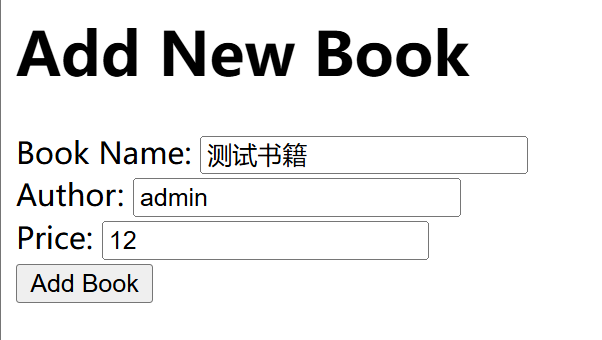 Add New Book
Book Name: 测试书籍
Author: admin
Price: 12
Add Book